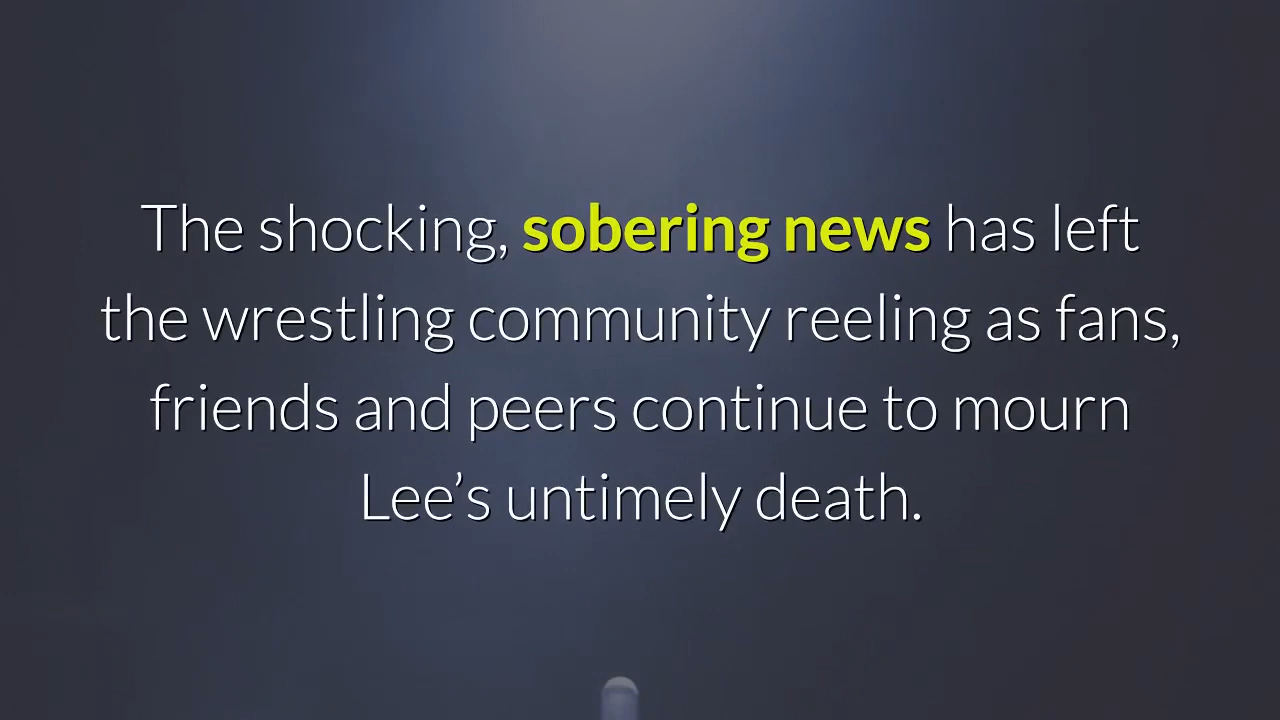 The shocking, sobering news has left
the wrestling community reeling as fans,
friends and peers continue to mourn
Lee’s untimely death.